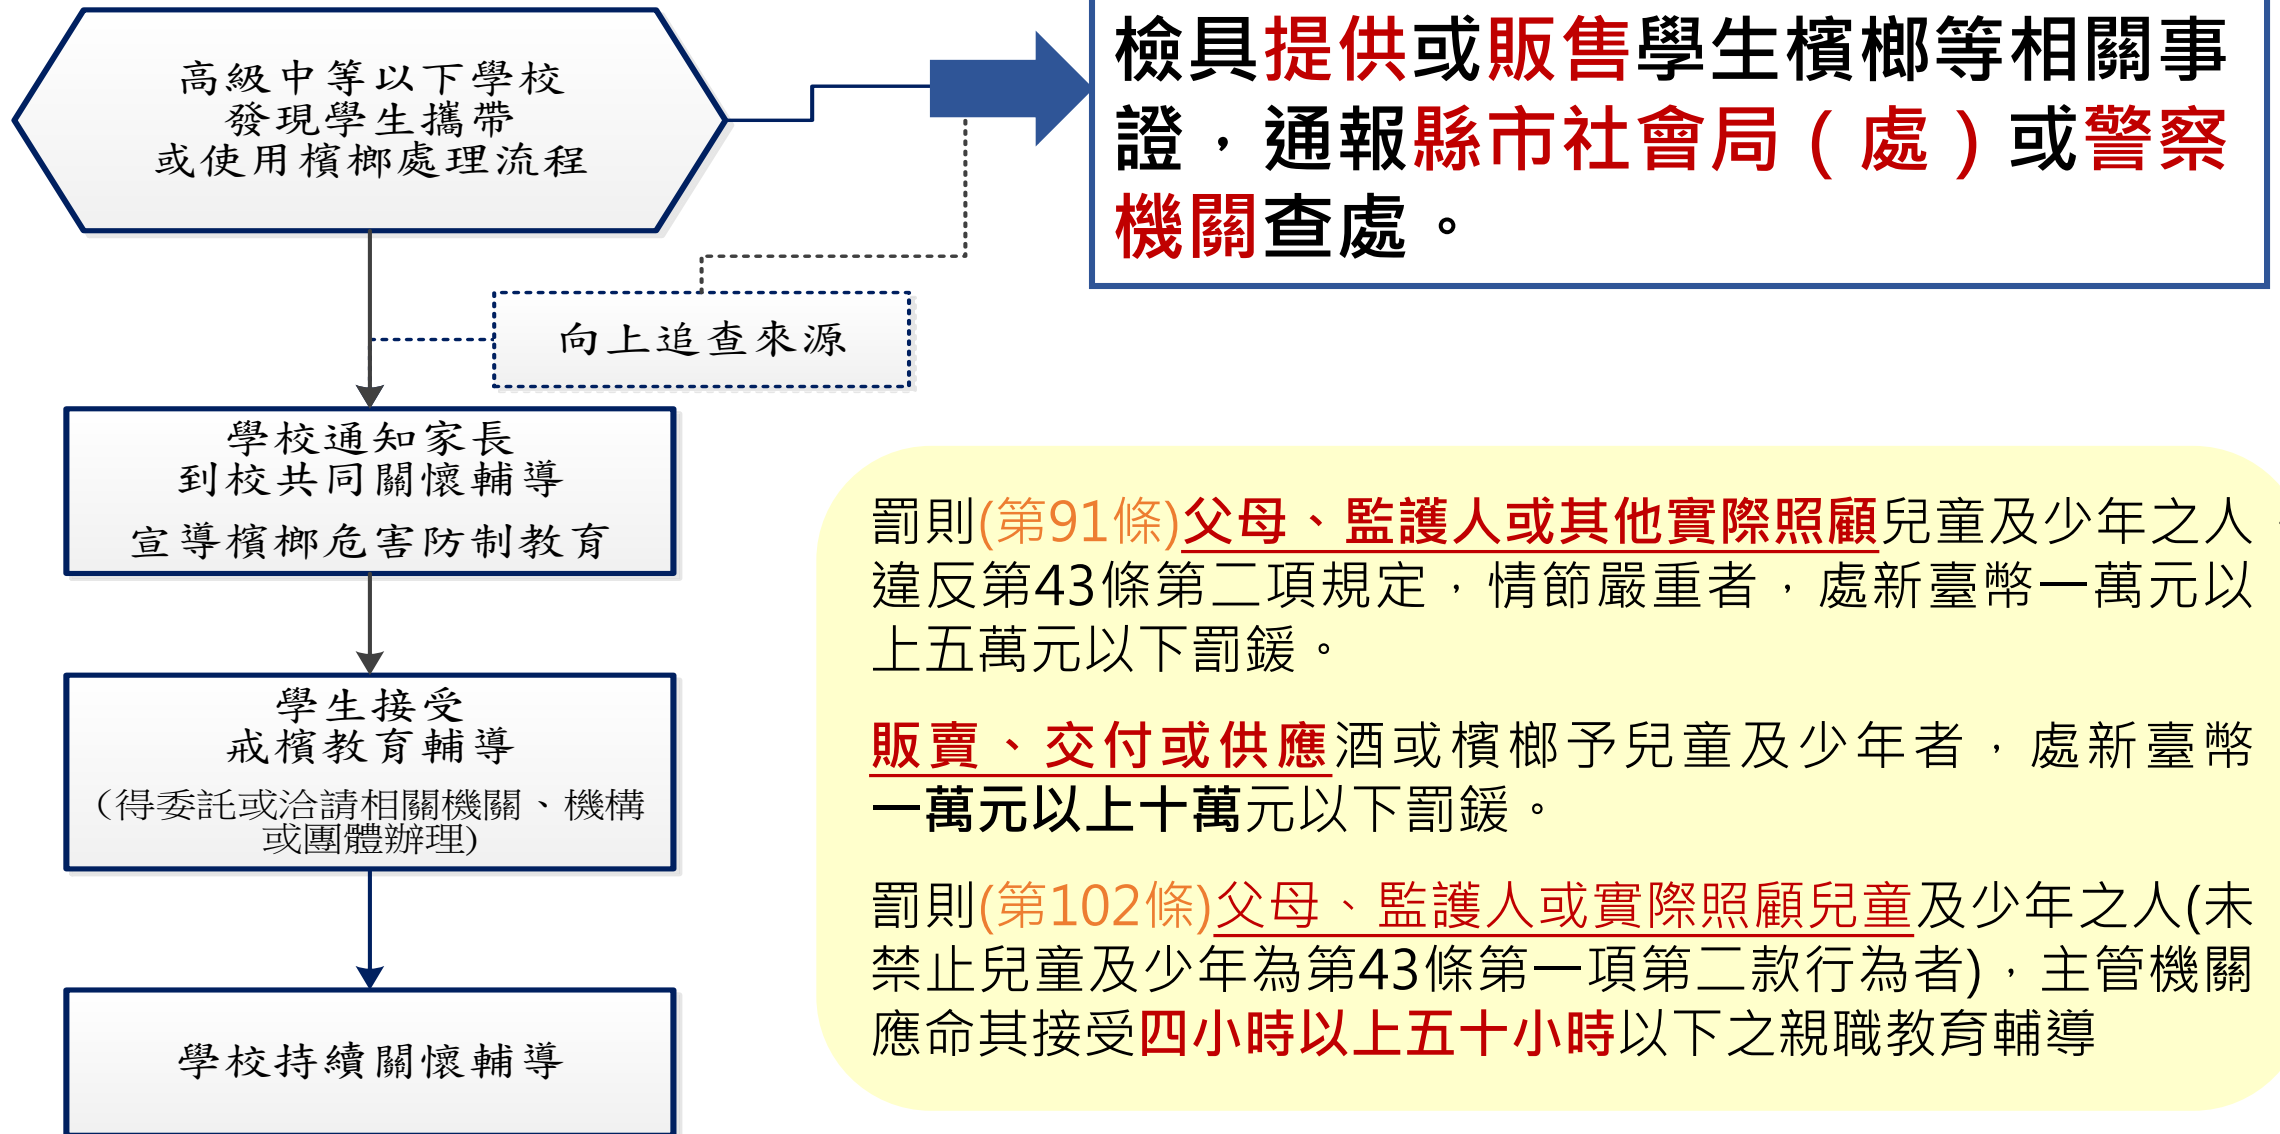 高級中等以下學校
發現學生攜帶
或使用檳榔處理流程
檢具提供或販售學生檳榔等相關事
證，通報縣市社會局（處）或警察
機關查處。
向上追查來源
學校通知家長
到校共同關懷輔導
宣導檳榔危害防制教育
學生接受
戒檳教育輔導
（得委託或洽請相關機關、機構
或團體辦理)
學校持續關懷輔導
罰則(第91條)父母、監護人或其他實際照顧兒童及少年之人，
違反第43條第二項規定，情節嚴重者，處新臺幣一萬元以
上五萬元以下罰鍰。
販賣、交付或供應酒或檳榔予兒童及少年者，處新臺幣
一萬元以上十萬元以下罰鍰。
罰則(第102條)父母、監護人或實際照顧兒童及少年之人(未
禁止兒童及少年為第43條第一項第二款行為者)，主管機關
應命其接受四小時以上五十小時以下之親職教育輔導